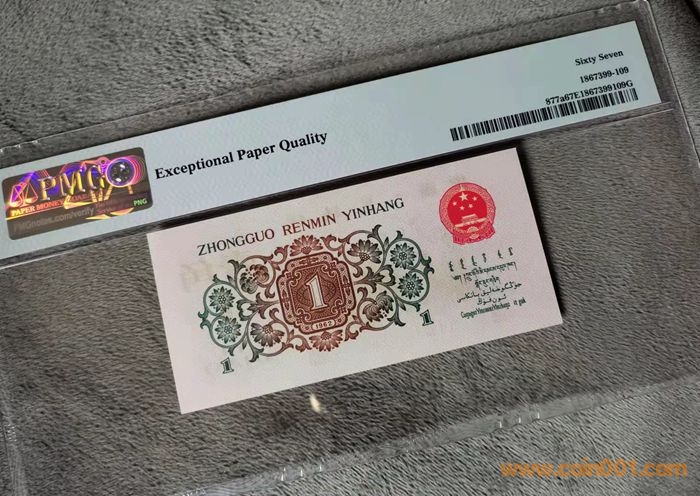 Sixty Seven
1867399-109
877a67E1867399109G
Exceptional Paper Quality
PMG
PAPER MONEY
PMGnotes.com/verify
PNG
ZHONGGUO RENMIN YINHANG
1
(1962)
1
1
www.coin001.com